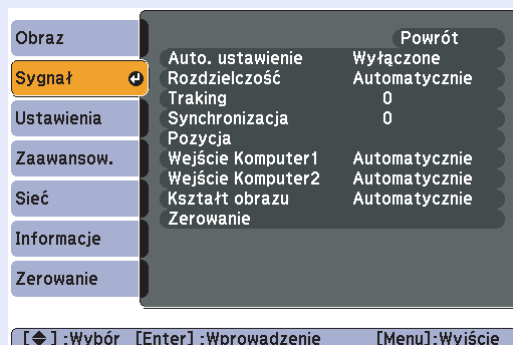 Obraz
Sygnał
Ustawienia
Zaawansow.
Sieć
Informacje
Zerowanie
Powrót
Auto. ustawienie Wyłączone
Rozdzielczość Automatycznie
Traking 0
Synchronizacja 0
Pozycja
Wejście Komputer1 Automatycznie
Wejście Komputer2 Automatycznie
Kształt obrazu Automatycznie
Zerowanie
[ ] :Wybór [Enter] :Wprowadzenie [Menu]:Wyjście